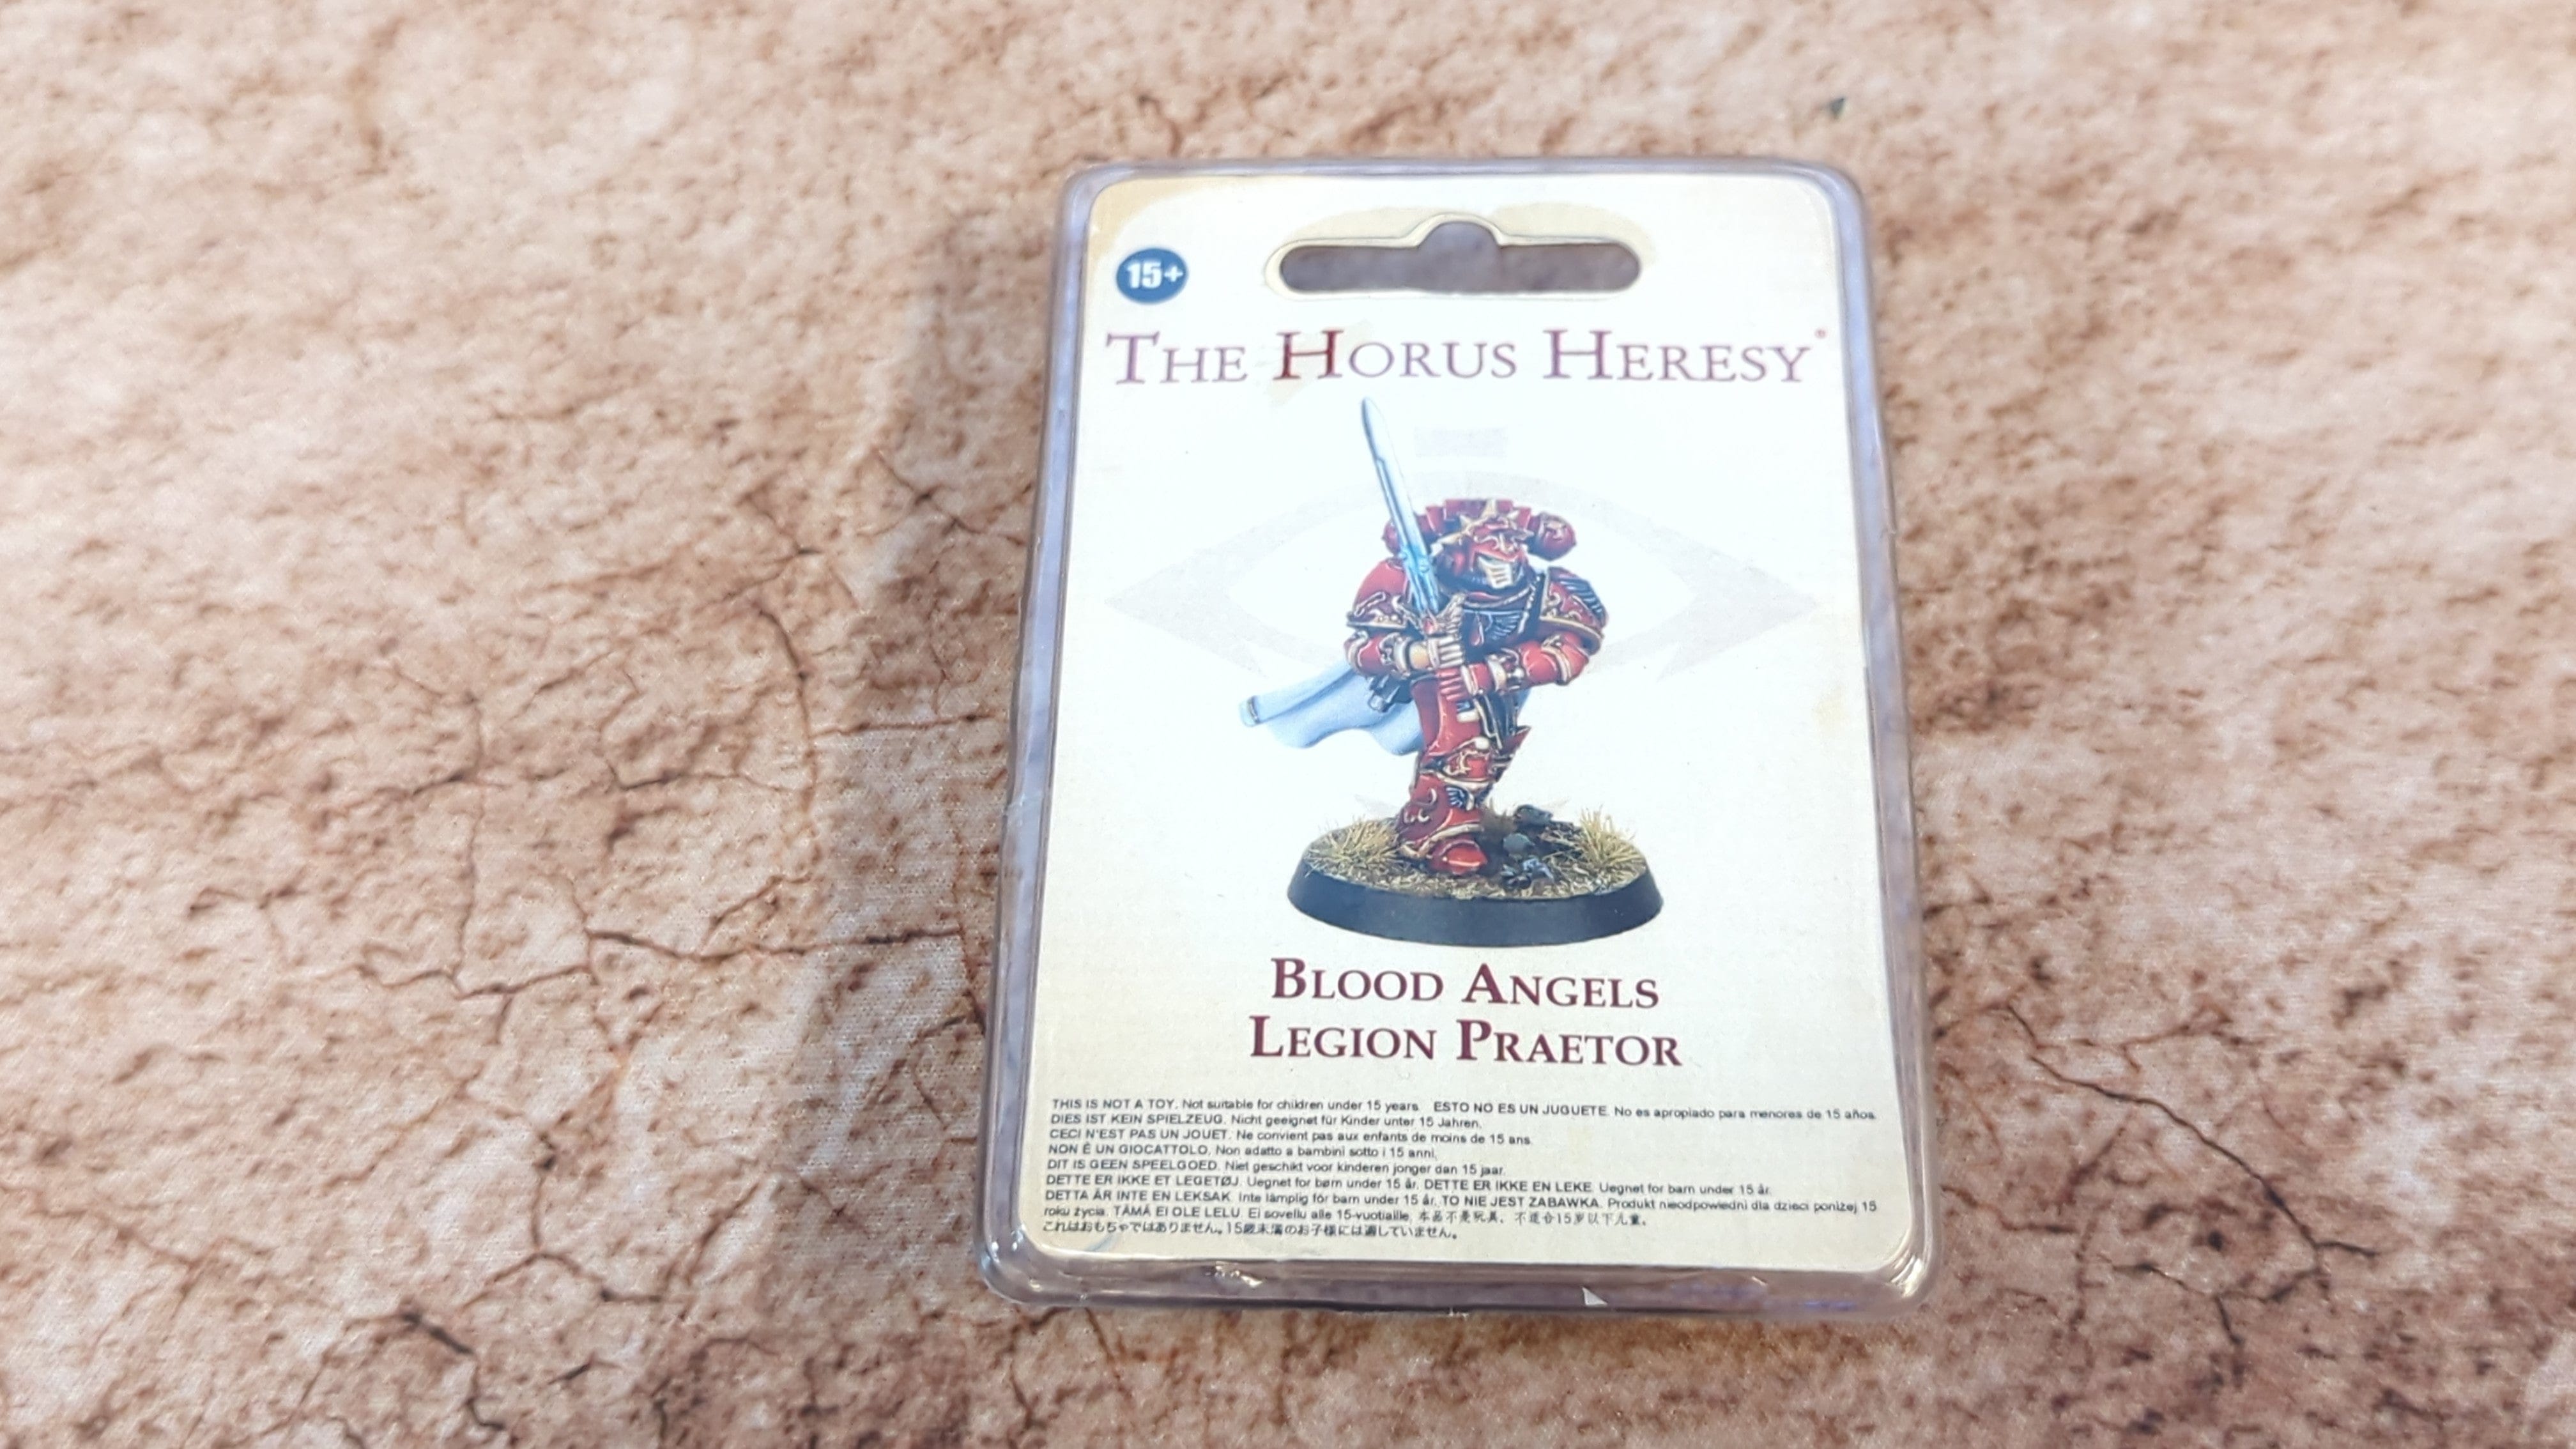 15+
THE HORUS HERESY®
BLOOD ANGELS
LEGION PRAETOR
THIS IS NOT A TOY. Not suitable for children under 15 years. ESTO NO ES UN JUGUETE. No es apropiado para menores de 15 años.
DIES IST KEIN SPIELZEUG. Nicht geeignet für Kinder unter 15 Jahren.
CECI N'EST PAS UN JOUET. Ne convient pas aux enfants de moins de 15 ans.
NON È UN GIOCATTOLO. Non adatto a bambini sotto i 15 anni.
DIT IS GEEN SPEELGOED. Niet geschikt voor kinderen jonger dan 15 jaar.
DETTE ER IKKE ET LEGETØJ. Uegnet for børn under 15 år. DETTE ER IKKE EN LEKE. Uegnet for barn under 15 år.
DETTA ÄR INTE EN LEKSAK. Inte lämplig för barn under 15 år. TO NIE JEST ZABAWKA. Produkt nieodpowiedni dla dzieci poniżej 15
roku życia. TÄMÄ EI OLE LELU. Ei sovellu alle 15-vuotiaille. 本品不是玩具，不适合15岁以下儿童。
これはおもちゃではありません。15歳未満のお子様には適していません。